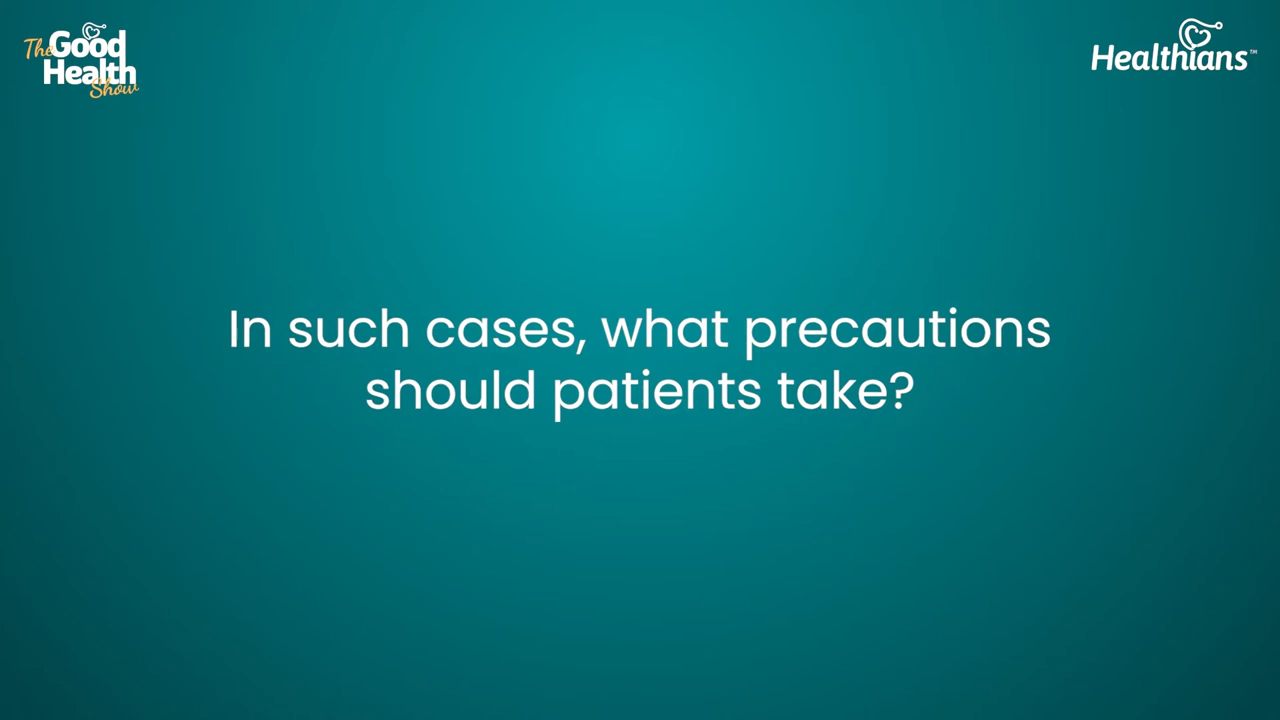 The Good
Health
Show
Healthians™
In such cases, what precautions
should patients take?